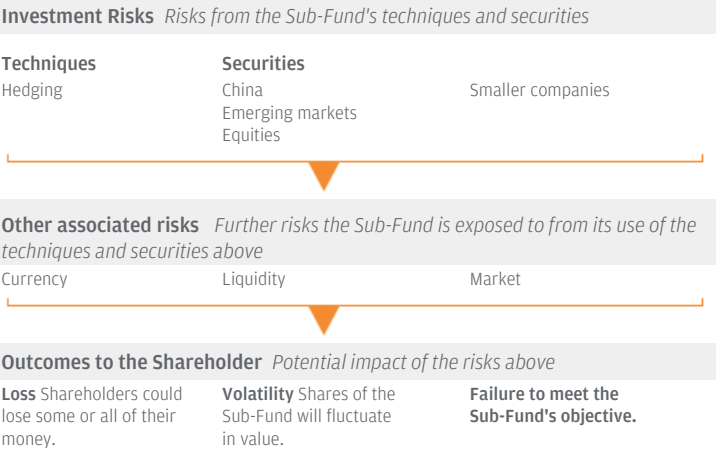 Investment Risks Risks from the Sub-Fund's techniques and securities
Techniques
Hedging
Securities
China
Emerging markets
Equities
Smaller companies
Other associated risks Further risks the Sub-Fund is exposed to from its use of the
techniques and securities above
Currency
Liquidity
Market
Outcomes to the Shareholder Potential impact of the risks above
Loss Shareholders could
lose some or all of their
money.
Volatility Shares of the
Sub-Fund will fluctuate
in value.
Failure to meet the
Sub-Fund's objective.